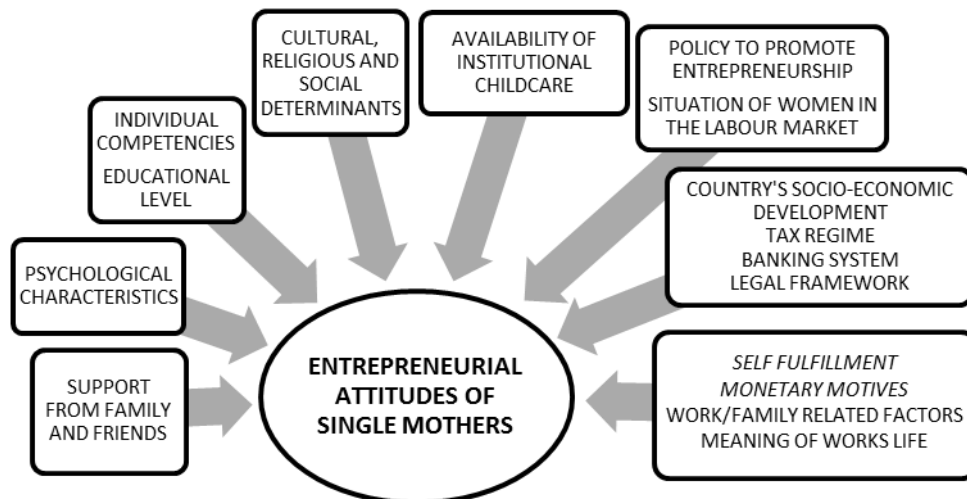 CULTURAL,
RELIGIOUS AND
SOCIAL
DETERMINANTS
AVAILABILITY OF
INSTITUTIONAL
CHILDCARE
POLICY TO PROMOTE
ENTREPRENEURSHIP
SITUATION OF WOMEN IN
THE LABOUR MARKET
INDIVIDUAL
COMPETENCIES
EDUCATIONAL
LEVEL
COUNTRY'S SOCIO-ECONOMIC
DEVELOPMENT
TAX REGIME
BANKING SYSTEM
LEGAL FRAMEWORK
PSYCHOLOGICAL
CHARACTERISTICS
ENTREPRENEURIAL
ATTITUDES OF
SINGLE MOTHERS
SELF FULFILLMENT
MONETARY MOTIVES
WORK/FAMILY RELATED FACTORS
MEANING OF WORKS LIFE
SUPPORT
FROM FAMILY
AND FRIENDS